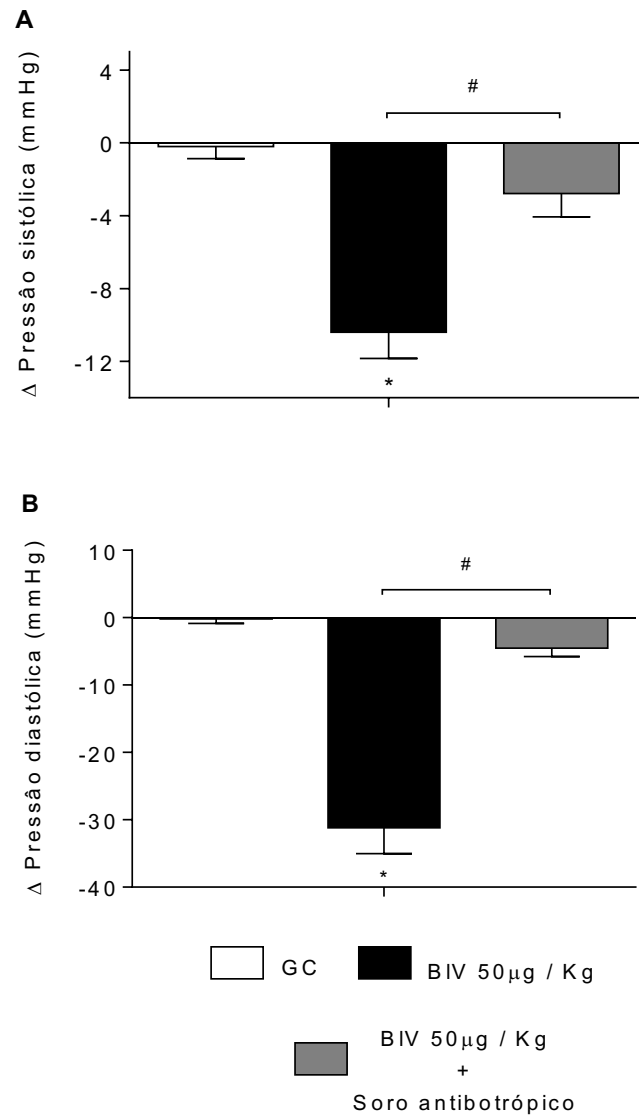 A
Δ Pressão sistólica (mmHg)
4
0
-4
-8
-12
#
*
B
Δ Pressão diastólica (mmHg)
10
0
-10
-20
-30
-40
#
*
GC
BIV 50μg / Kg
BIV 50μg / Kg
+
Soro antibotrópico